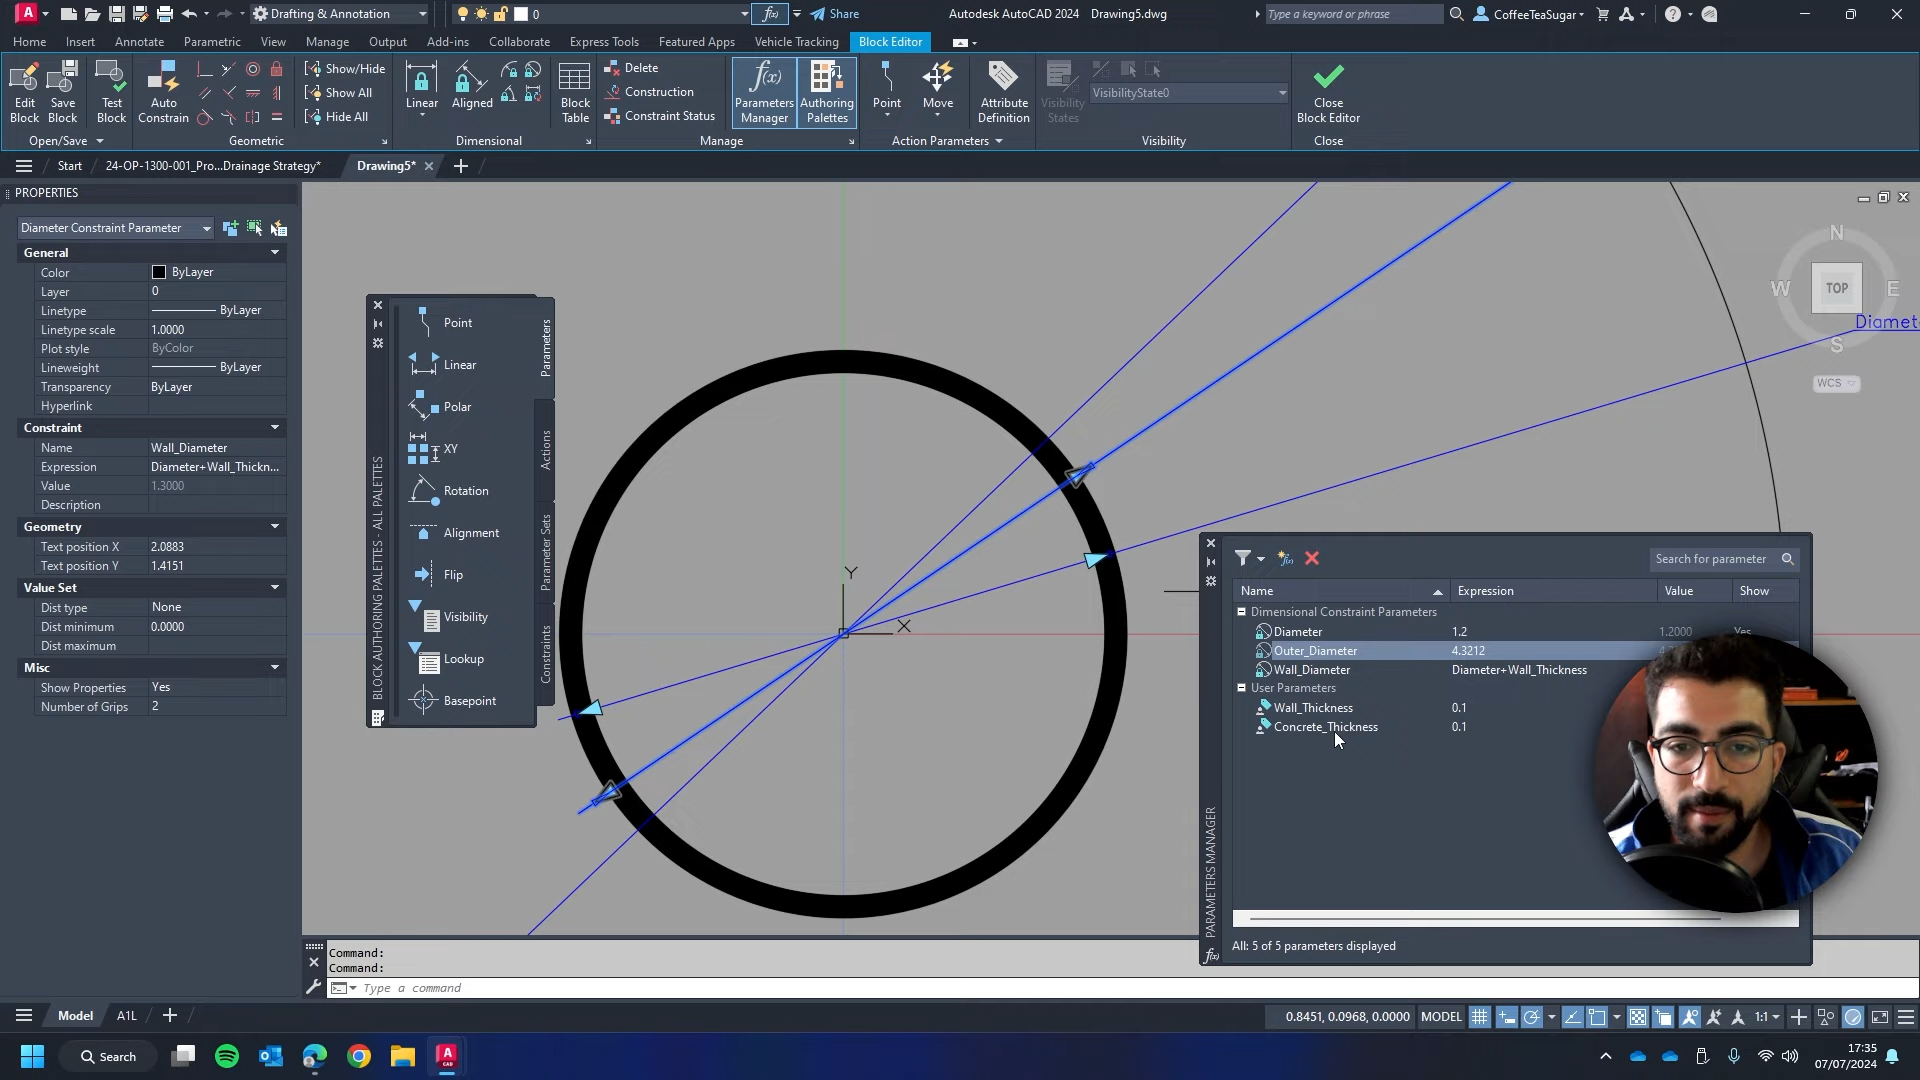 Drafting & Annotation
0
Share
Autodesk AutoCAD 2024 Drawing5.dwg
Type a keyword or phrase
CoffeeTeaSugar
Home Insert Annotate Parametric View Manage Output Add-ins Collaborate Express Tools Featured Apps Vehicle Tracking Block Editor
Edit Block
Save Block
Test Block
Auto Constrain
Show/Hide
Show All
Hide All
Linear
Aligned
Block Table
Delete
Construction
Constraint Status
Parameters Manager
Authoring Palettes
Point
Move
Attribute Definition
Visibility States
VisibilityState0
Close Block Editor
Open/Save Geometric Dimensional Manage Action Parameters Visibility Close
Start 24-OP-1300-001_Pro...Drainage Strategy* Drawing5*
PROPERTIES
Diameter Constraint Parameter
General
Color ByLayer
Layer 0
Linetype ByLayer
Linetype scale 1.0000
Plot style ByColor
Lineweight ByLayer
Transparency ByLayer
Hyperlink
Constraint
Name Wall_Diameter
Expression Diameter+Wall_Thickn...
Value 1.3000
Description
Geometry
Text position X 2.0883
Text position Y 1.4151
Value Set
Dist type None
Dist minimum 0.0000
Dist maximum
Misc
Show Properties Yes
Number of Grips 2
BLOCK AUTHORING PALETTES - ALL PALETTES
Point
Linear
Polar
XY
Rotation
Alignment
Flip
Visibility
Lookup
Basepoint
Parameters
Actions
Parameter Sets
Constraints
Y
X
N
W TOP E
S
WCS
Diamet
PARAMETERS MANAGER
Search for parameter
Name Expression Value Show
Dimensional Constraint Parameters
Diameter 1.2 1.2000 Yes
Outer_Diameter 4.3212
Wall_Diameter Diameter+Wall_Thickness
User Parameters
Wall_Thickness 0.1
Concrete_Thickness 0.1
All: 5 of 5 parameters displayed
Command:
Command:
Type a command
Model A1L
0.8451, 0.0968, 0.0000 MODEL 1:1
Search
17:35
07/07/2024